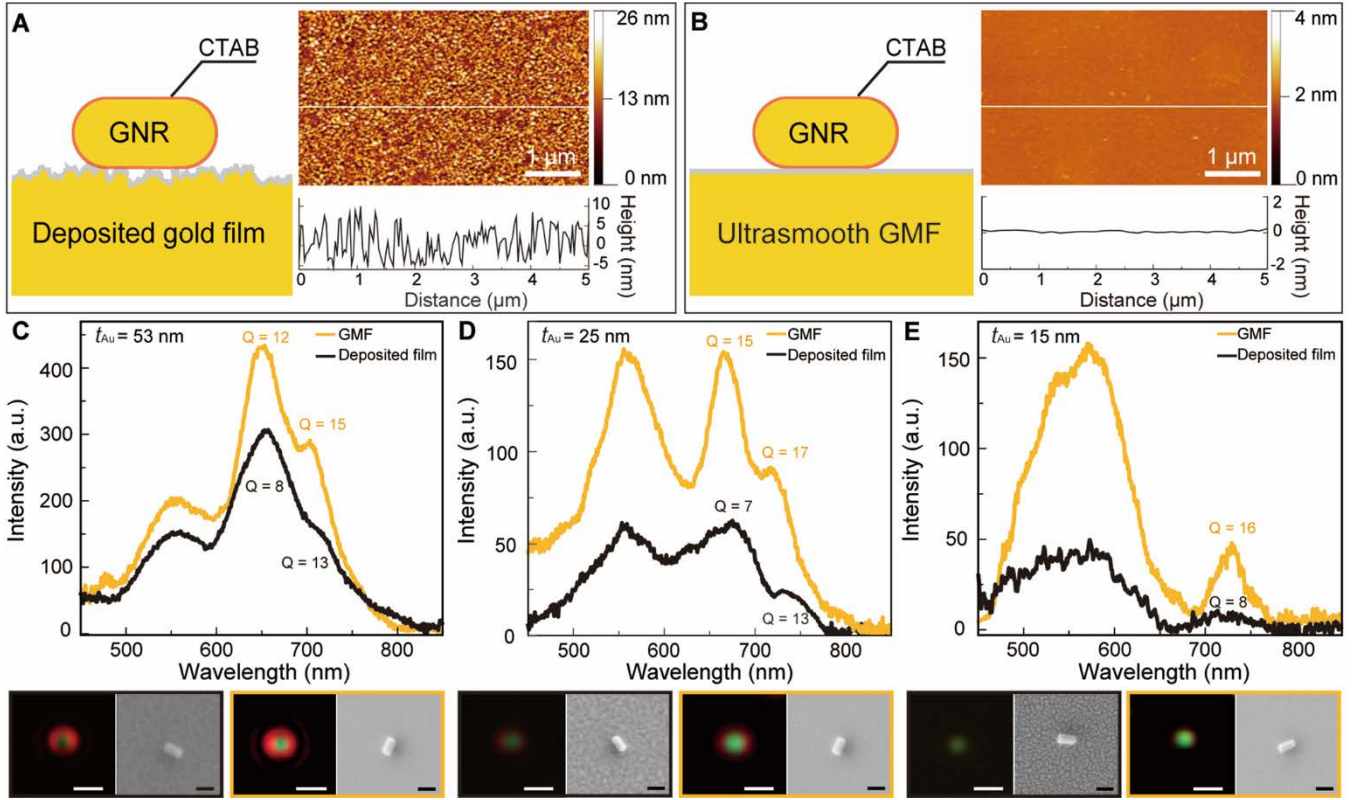 A
CTAB
GNR
Deposited gold film
26 nm
13 nm
0 nm
1 μm
10
5
0
-5
Height (nm)
0 1 2 3 4 5
Distance (μm)
B
CTAB
GNR
Ultrasmooth GMF
4 nm
2 nm
0 nm
1 μm
2
0
-2
Height (nm)
0 1 2 3 4 5
Distance (μm)
C
tAu = 53 nm
GMF
Deposited film
Q = 12
Q = 15
Q = 8
Q = 13
400
300
200
100
0
Intensity (a.u.)
500 600 700 800
Wavelength (nm)
D
tAu = 25 nm
GMF
Deposited film
Q = 15
Q = 17
Q = 7
Q = 13
150
100
50
0
Intensity (a.u.)
500 600 700 800
Wavelength (nm)
E
tAu = 15 nm
GMF
Deposited film
Q = 16
Q = 8
150
100
50
0
Intensity (a.u.)
500 600 700 800
Wavelength (nm)